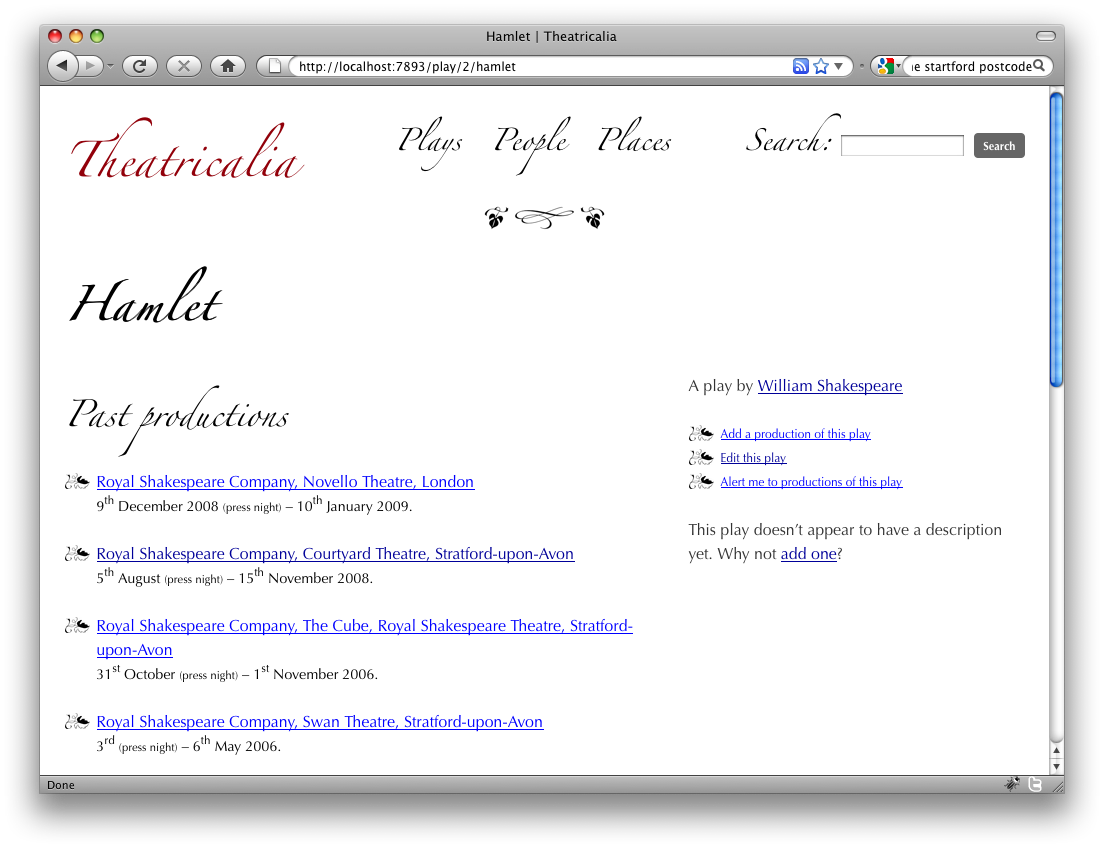 Hamlet | Theatricalia
http://localhost:7893/play/2/hamlet
startford postcode
Theatricalia
Plays People Places
Search:
Search
Hamlet
Past productions
Royal Shakespeare Company, Novello Theatre, London
9th December 2008 (press night) – 10th January 2009.
Royal Shakespeare Company, Courtyard Theatre, Stratford-upon-Avon
5th August (press night) – 15th November 2008.
Royal Shakespeare Company, The Cube, Royal Shakespeare Theatre, Stratford-
upon-Avon
31st October (press night) – 1st November 2006.
Royal Shakespeare Company, Swan Theatre, Stratford-upon-Avon
3rd (press night) – 6th May 2006.
A play by William Shakespeare
Add a production of this play
Edit this play
Alert me to productions of this play
This play doesn’t appear to have a description
yet. Why not add one?
Done